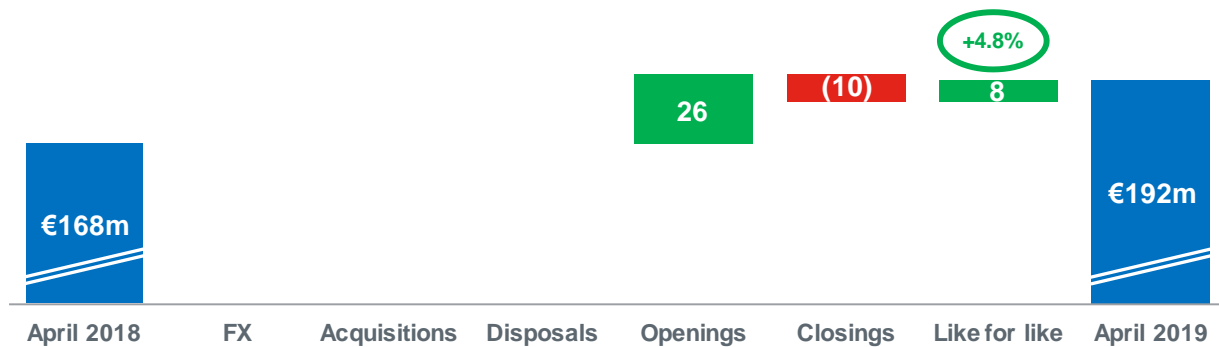 +4.8%
26
(10)
8
€168m
€192m
April 2018 FX Acquisitions Disposals Openings Closings Like for like April 2019